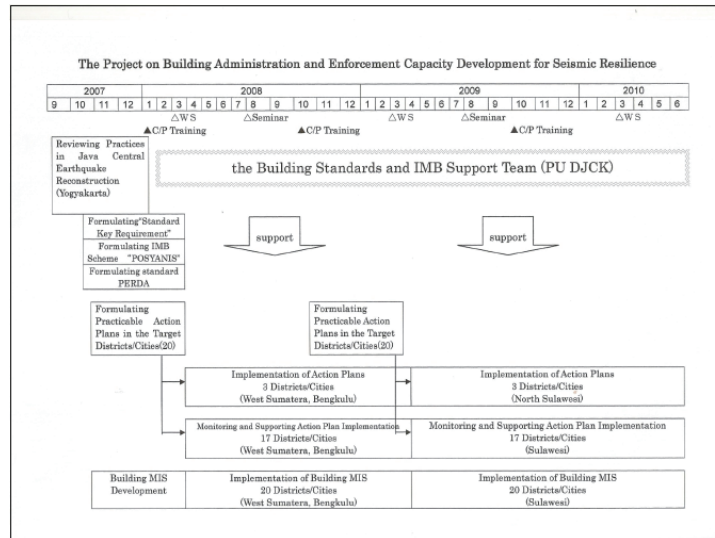 The Project on Building Administration and Enforcement Capacity Development for Seismic Resilience
2007 2008 2009 2010
9 10 11 12 1 2 3 4 5 6 7 8 9 10 11 12 1 2 3 4 5 6 7 8 9 10 11 12 1 2 3 4 5 6
△WS △Seminar △WS △Seminar △WS
▲C/P Training ▲C/P Training ▲C/P Training
Reviewing Practices
in Java Central
Earthquake
Reconstruction
(Yogyakarta)
the Building Standards and IMB Support Team (PU DJCK)
Formulating"Standard
Key Requirement"
Formulating IMB
Scheme "POSYANIS"
Formulating standard
PERDA
support support
Formulating
Practicable Action
Plans in the Target
Districts/Cities(20)
Formulating
Practicable Action
Plans in the Target
Districts/Cities(20)
Implementation of Action Plans
3 Districts/Cities
(West Sumatera, Bengkulu)
Implementation of Action Plans
3 Districts/Cities
(North Sulawesi)
Monitoring and Supporting Action Plan Implementation
17 Districts/Cities
(West Sumatera, Bengkulu)
Monitoring and Supporting Action Plan Implementation
17 Districts/Cities
(Sulawesi)
Building MIS
Development
Implementation of Building MIS
20 Districts/Cities
(West Sumatera, Bengkulu)
Implementation of Building MIS
20 Districts/Cities
(Sulawesi)